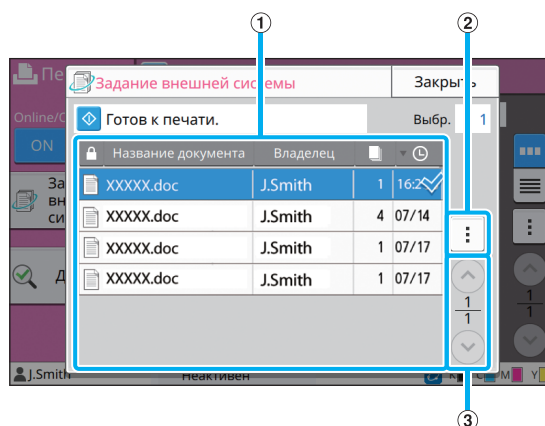 ① ②
Пе
Задание внешней системы Закрыть
Online/C
ON
Готов к печати. Выбр. 1
Название документа Владелец
XXXXX.doc J.Smith 1 16:2
XXXXX.doc J.Smith 4 07/14
XXXXX.doc J.Smith 1 07/17
XXXXX.doc J.Smith 1 07/17
За
вн
си
Д
1
1
1
1
J.Smith Неактивен K C M Y
③